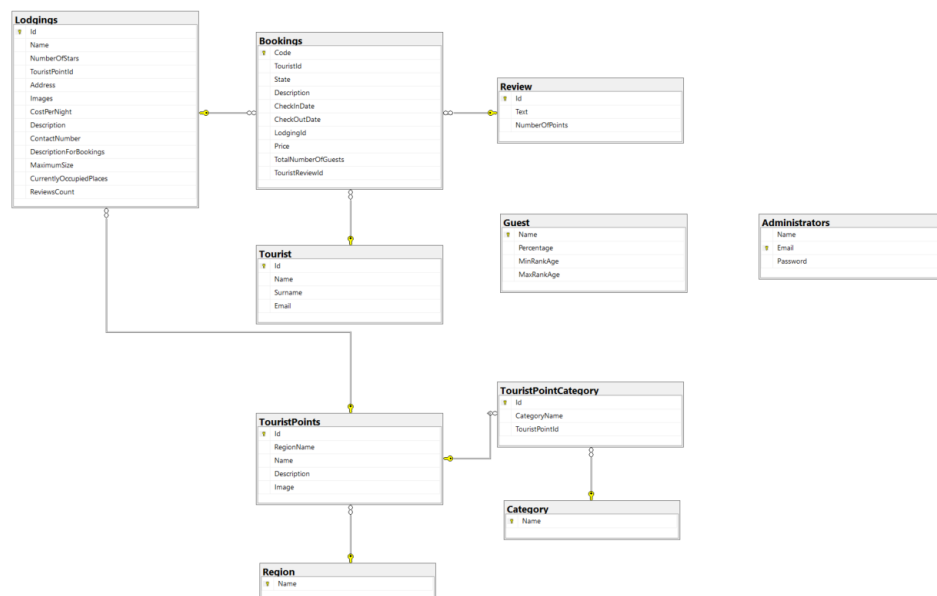 Lodgings
Id
Name
NumberOfStars
TouristPointId
Address
Images
CostPerNight
Description
ContactNumber
DescriptionForBookings
MaximumSize
CurrentlyOccupiedPlaces
ReviewsCount
Bookings
Code
TouristId
State
Description
CheckInDate
CheckOutDate
LodgingId
Price
TotalNumberOfGuests
TouristReviewId
Review
Id
Text
NumberOfPoints
Guest
Name
Percentage
MinRankAge
MaxRankAge
Administrators
Name
Email
Password
Tourist
Id
Name
Surname
Email
TouristPoints
Id
RegionName
Name
Description
Image
TouristPointCategory
Id
CategoryName
TouristPointId
Category
Name
Region
Name